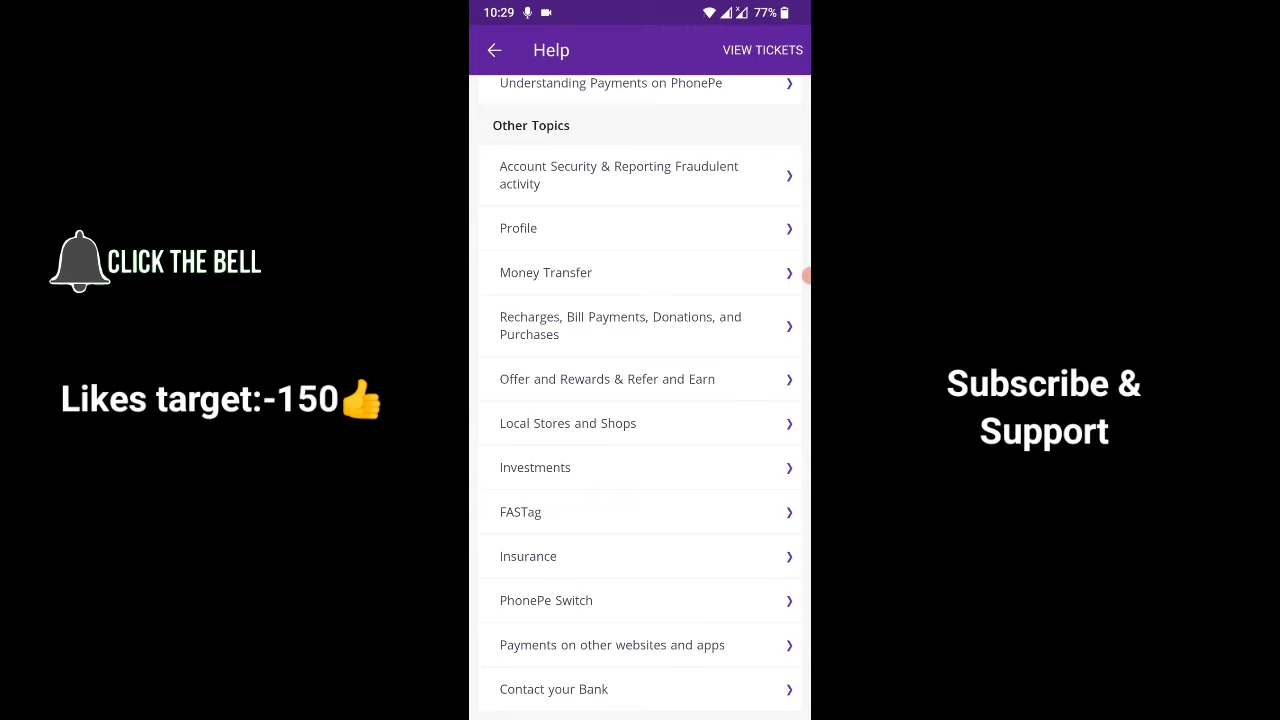 10:29
77%
Help
VIEW TICKETS
Understanding Payments on PhonePe
Other Topics
Account Security & Reporting Fraudulent
activity
Profile
Money Transfer
Recharges, Bill Payments, Donations, and
Purchases
Offer and Rewards & Refer and Earn
Local Stores and Shops
Investments
FASTag
Insurance
PhonePe Switch
Payments on other websites and apps
Contact your Bank
CLICK THE BELL
Likes target:-150👍
Subscribe &
Support